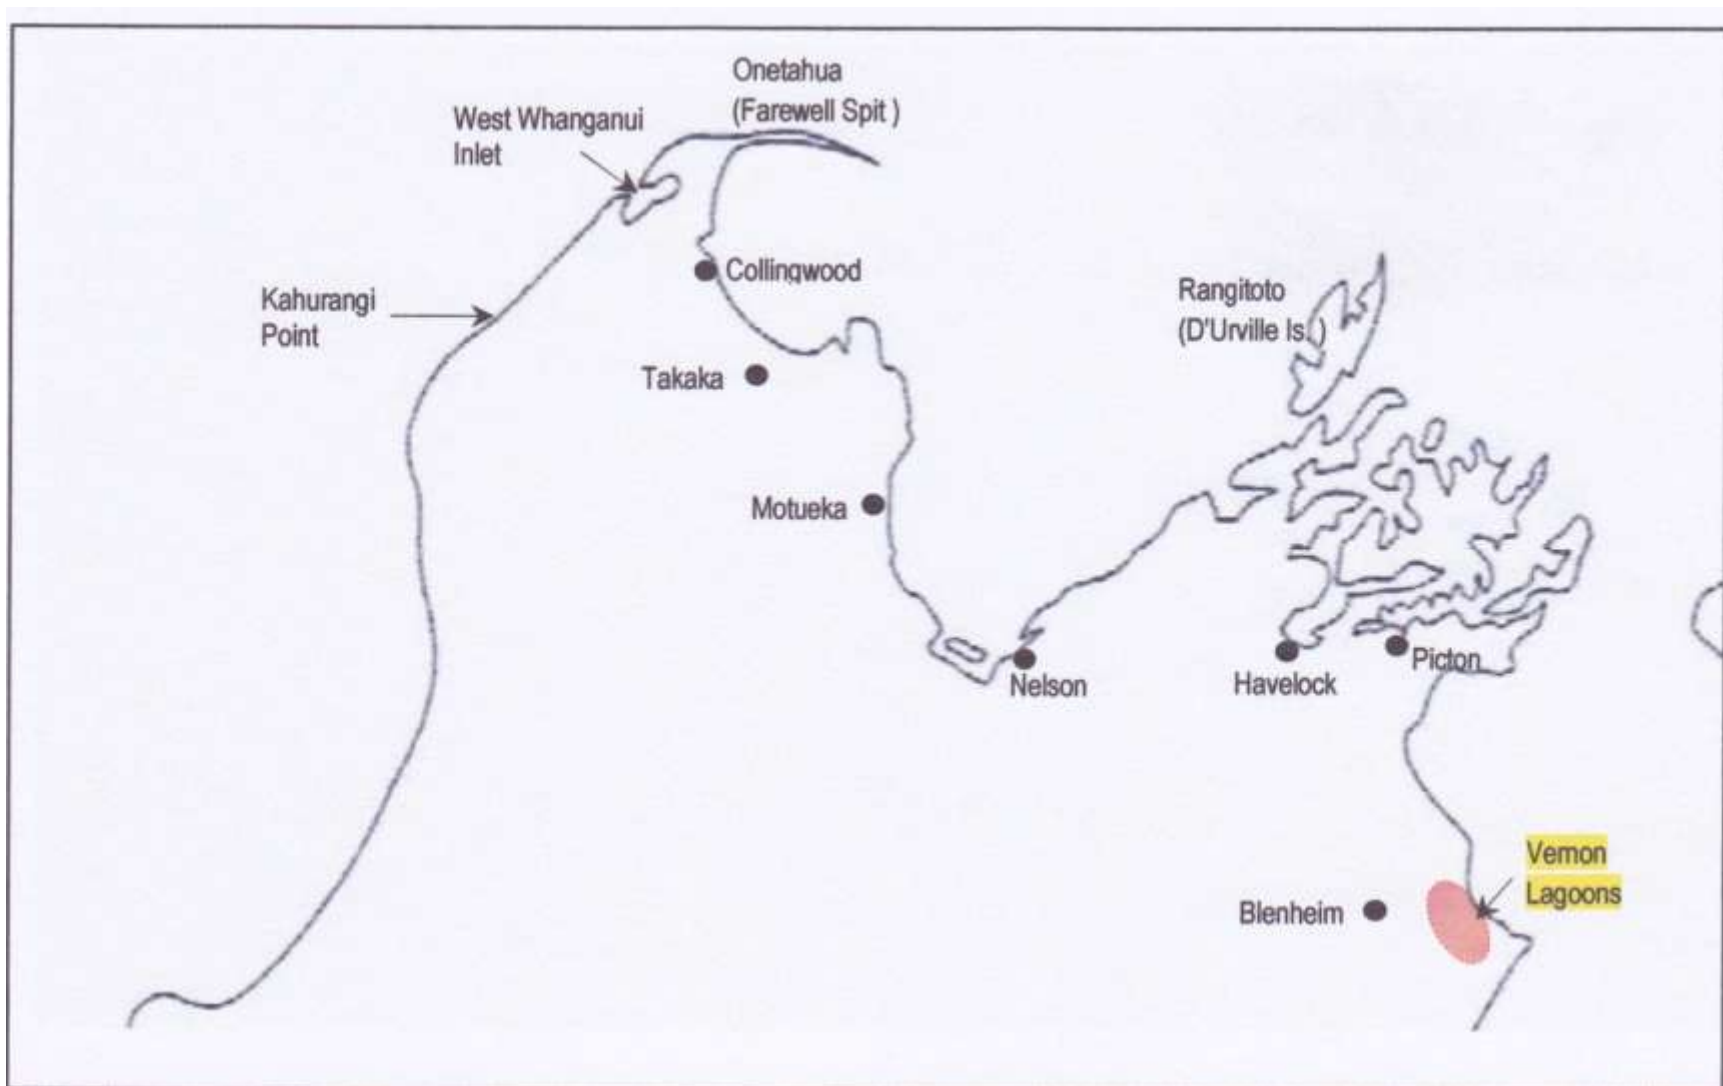 Onetahua
(Farewell Spit )
West Whanganui
Inlet
Collingwood
Kahurangi
Point
Rangitoto
(D'Urville Is. )
Takaka
Motueka
Nelson
Havelock
Picton
Vernon
Lagoons
Blenheim